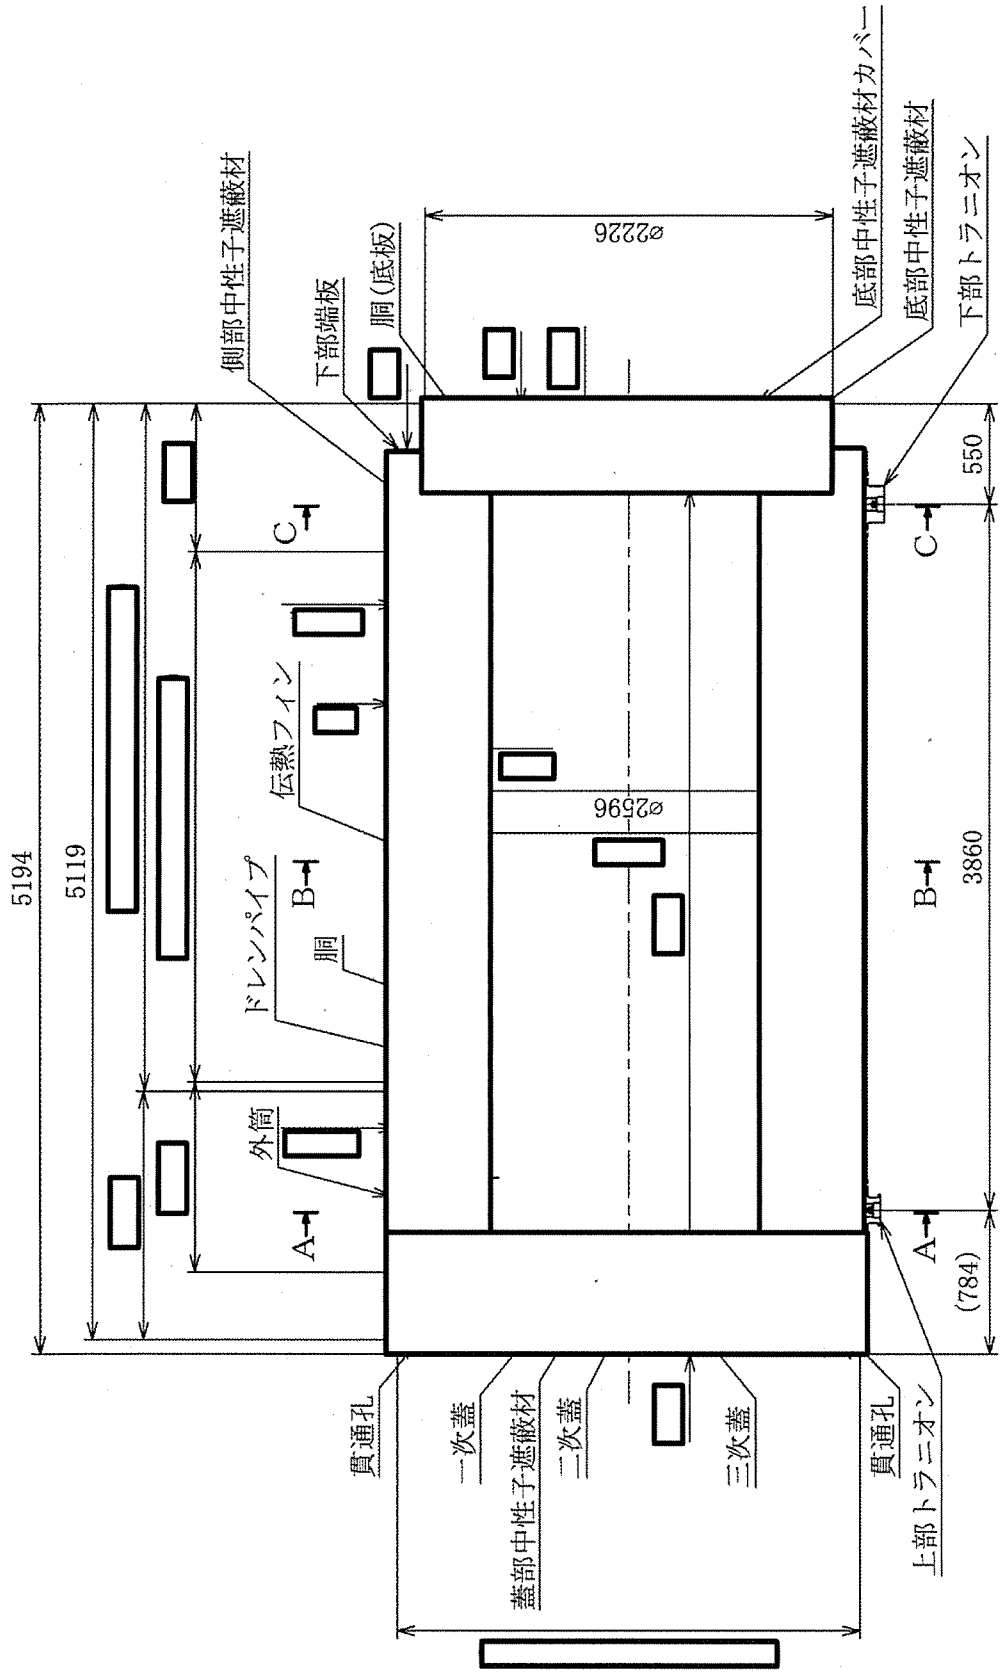 5194
5119
側部中性子遮蔽材
下部端板
胴(底板)
⌀2226
底部中性子遮蔽材カバー
底部中性子遮蔽材
下部トラニオン
外筒
ドレンパイプ
胴
伝熱フィン
A
B
C
⌀2596
A
B
C
(784)
3860
550
貫通孔
一次蓋
蓋部中性子遮蔽材
二次蓋
三次蓋
貫通孔
上部トラニオン